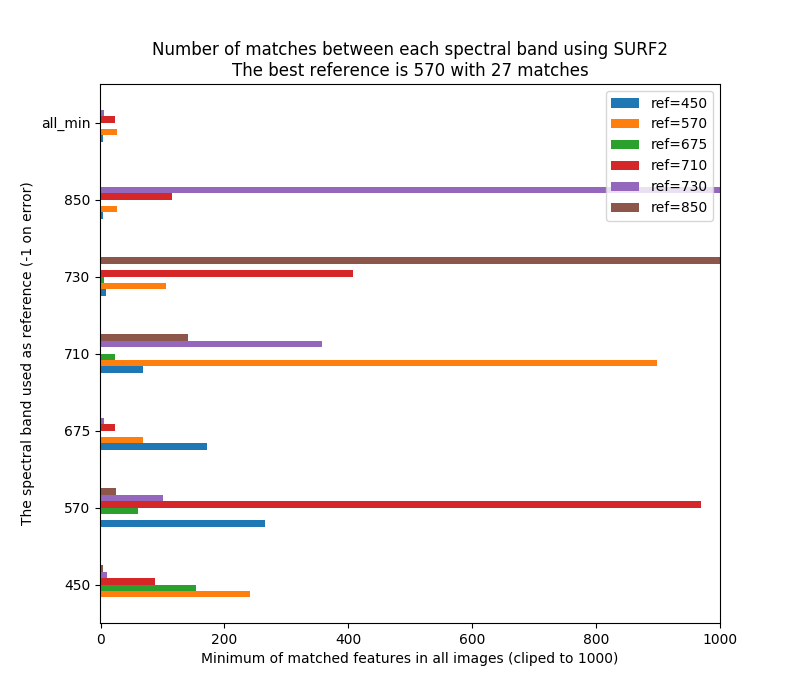 Number of matches between each spectral band using SURF2
The best reference is 570 with 27 matches
ref=450
ref=570
ref=675
ref=710
ref=730
ref=850
The spectral band used as reference (-1 on error)
all_min
850
730
710
675
570
450
0
200
400
600
800
1000
Minimum of matched features in all images (cliped to 1000)